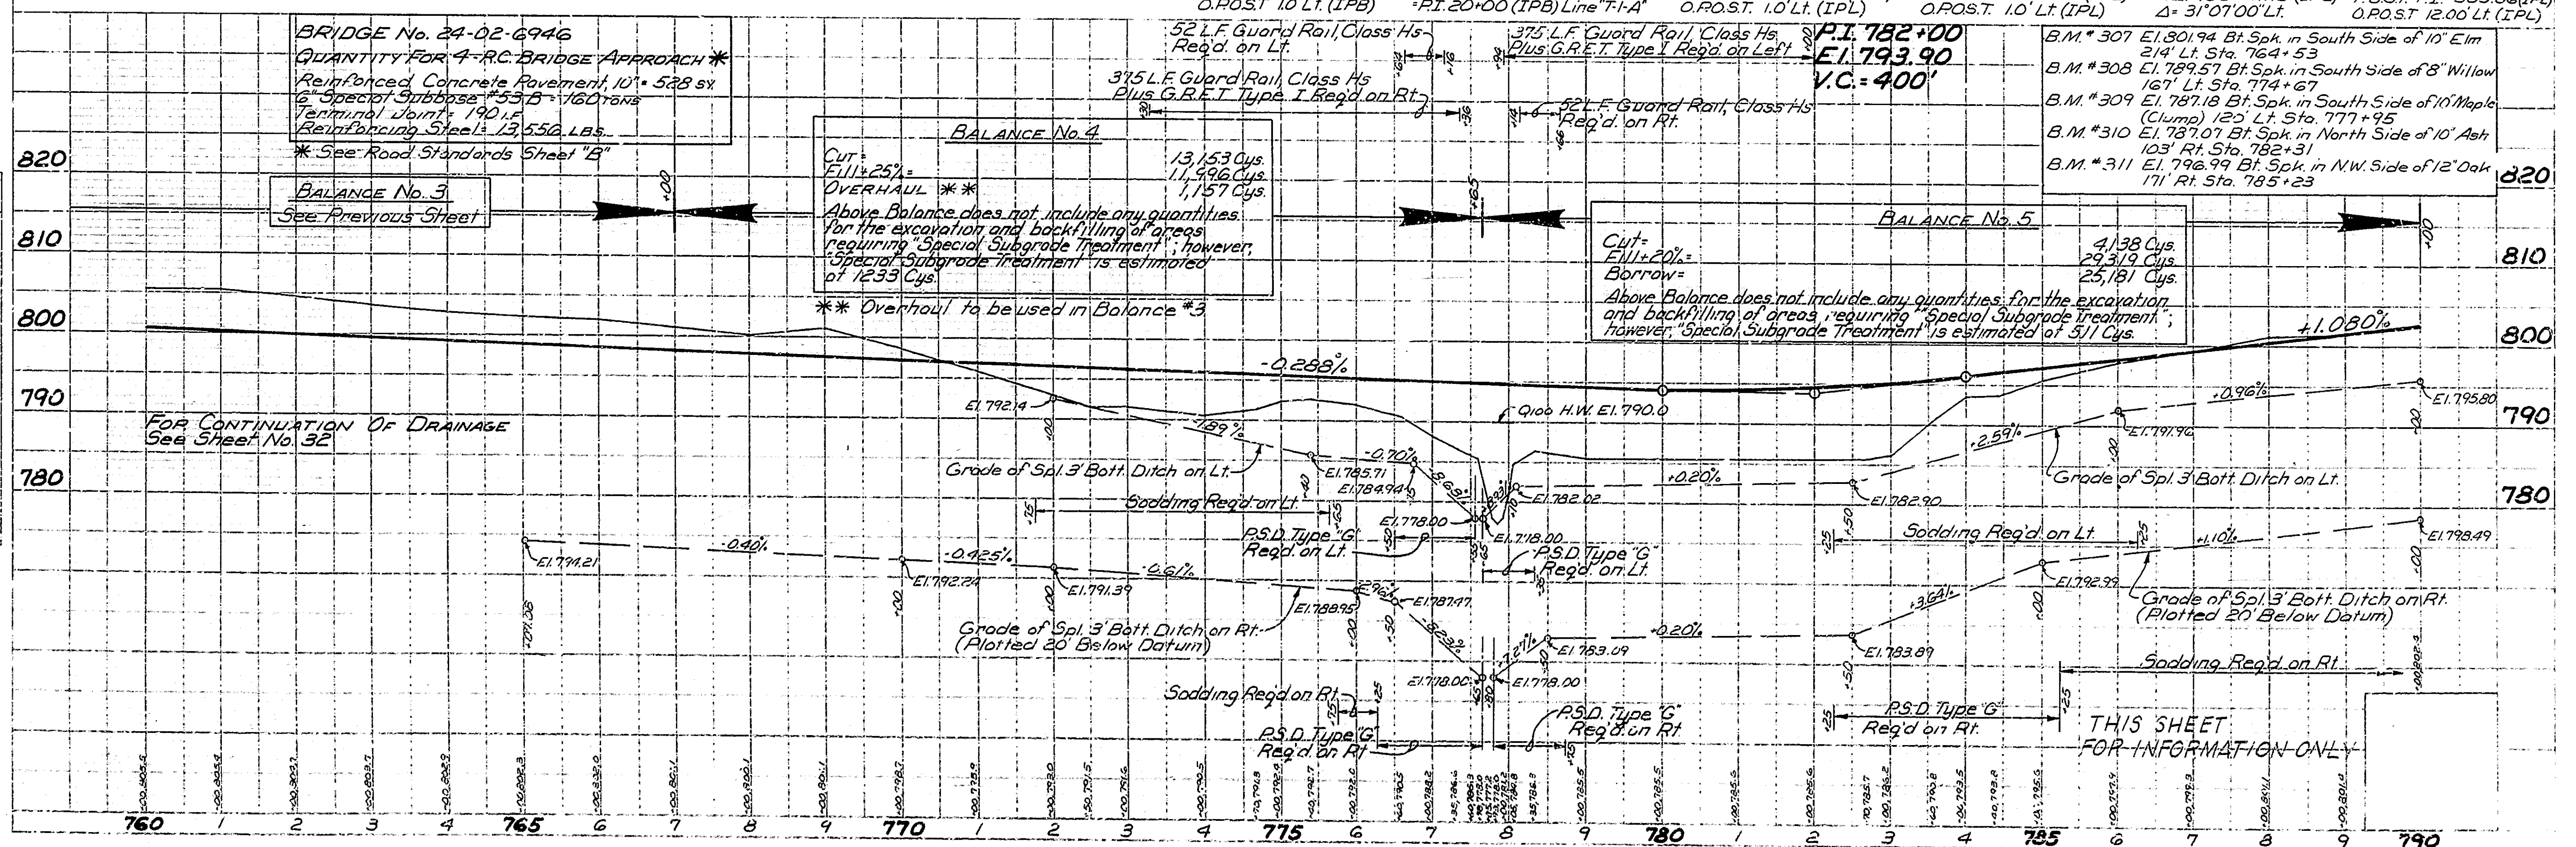 O.P.O.S.T. 1.0' Lt. (IPB)
=P.I. 20+00 (IPB) Line "T-1-A"
O.P.O.S.T. 1.0' Lt. (IPL)
O.P.O.S.T. 1.0' Lt. (IPL)
Δ= 31°07'00" Lt.
O.P.O.S.T. 12.00' Lt. (IPL)
BRIDGE No. 24-02-6946
QUANTITY FOR 4-R.C. BRIDGE APPROACH *
Reinforced Concrete Pavement, 10" = 528 SY.
6" Special Subbase #53 B = 160 TONS
Terminal Joint = 190 L.F.
Reinforcing Steel = 13,556 LBS.
* See Road Standards Sheet "B"
BALANCE No. 3
See Previous Sheet
52 L.F. Guard Rail, Class Hs
Req'd. on Lt.
375 L.F. Guard Rail, Class Hs
Plus G.R.E.T. Type I Req'd on Left
375 L.F. Guard Rail, Class Hs
Plus G.R.E.T. Type I Req'd on Rt.
52 L.F. Guard Rail, Class Hs
Req'd. on Rt.
P.I. 782+00
El. 793.90
V.C. = 400'
B.M. # 307 El. 801.94 Bt. Spk. in South Side of 10" Elm
214' Lt. Sta. 764+53
B.M. # 308 El. 789.57 Bt. Spk. in South Side of 8" Willow
167' Lt. Sta. 774+67
B.M. # 309 El. 787.18 Bt. Spk. in South Side of 10" Maple
(Clump) 120' Lt. Sta. 777+95
B.M. # 310 El. 787.07 Bt. Spk. in North Side of 10" Ash
103' Rt. Sta. 782+31
B.M. # 311 El. 796.99 Bt. Spk. in N.W. Side of 12" Oak
171' Rt. Sta. 785+23
BALANCE No. 4
Cut = 13,153 Cys.
Fill+25% = 11,996 Cys.
OVERHAUL ** 1,157 Cys.
Above Balance does not include any quantities
for the excavation and backfilling of areas
requiring "Special Subgrade Treatment"; however,
"Special Subgrade Treatment" is estimated
at 1233 Cys.
** Overhaul to be used in Balance #3
BALANCE No. 5
Cut = 4,138 Cys.
Fill+20% = 29,319 Cys.
Borrow = 25,181 Cys.
Above Balance does not include any quantities for the excavation
and backfilling of areas requiring "Special Subgrade Treatment";
however, "Special Subgrade Treatment" is estimated at 511 Cys.
+00
+65
+00
820
810
800
790
780
820
810
800
790
780
-0.288%
+1.080%
Q100 H.W. El. 790.0
FOR CONTINUATION OF DRAINAGE
See Sheet No. 32
El. 792.14
-1.89%
-0.70%
El. 785.71
El. 784.94
-8.68%
El. 778.00
El. 778.00
El. 782.02
+0.20%
El. 782.90
+2.59%
El. 791.96
+0.96%
El. 795.80
Grade of Spl. 3' Bott. Ditch on Lt.
Grade of Spl. 3' Bott. Ditch on Lt.
Sodding Req'd. on Lt.
Sodding Req'd. on Lt.
P.S.D. Type "G"
Req'd. on Lt.
P.S.D. Type "G"
Req'd. on Lt.
El. 794.21
-0.40%
El. 792.24
-0.425%
El. 791.39
-0.61%
El. 788.95
-2.96%
El. 787.47
-8.23%
El. 778.00
El. 778.00
+7.27%
El. 783.09
+0.20%
El. 783.89
+3.64%
El. 792.99
+1.10%
El. 798.49
Grade of Spl. 3' Bott. Ditch on Rt.
(Plotted 20' Below Datum)
Grade of Spl. 3' Bott. Ditch on Rt.
(Plotted 20' Below Datum)
Sodding Req'd on Rt.
P.S.D. Type "G"
Req'd on Rt.
P.S.D. Type "G"
Req'd. on Rt.
P.S.D. Type "G"
Req'd on Rt.
Sodding Req'd on Rt.
THIS SHEET
FOR INFORMATION ONLY
760 1 2 3 4 765 6 7 8 9 770 1 2 3 4 775 6 7 8 9 780 1 2 3 4 785 6 7 8 9 790